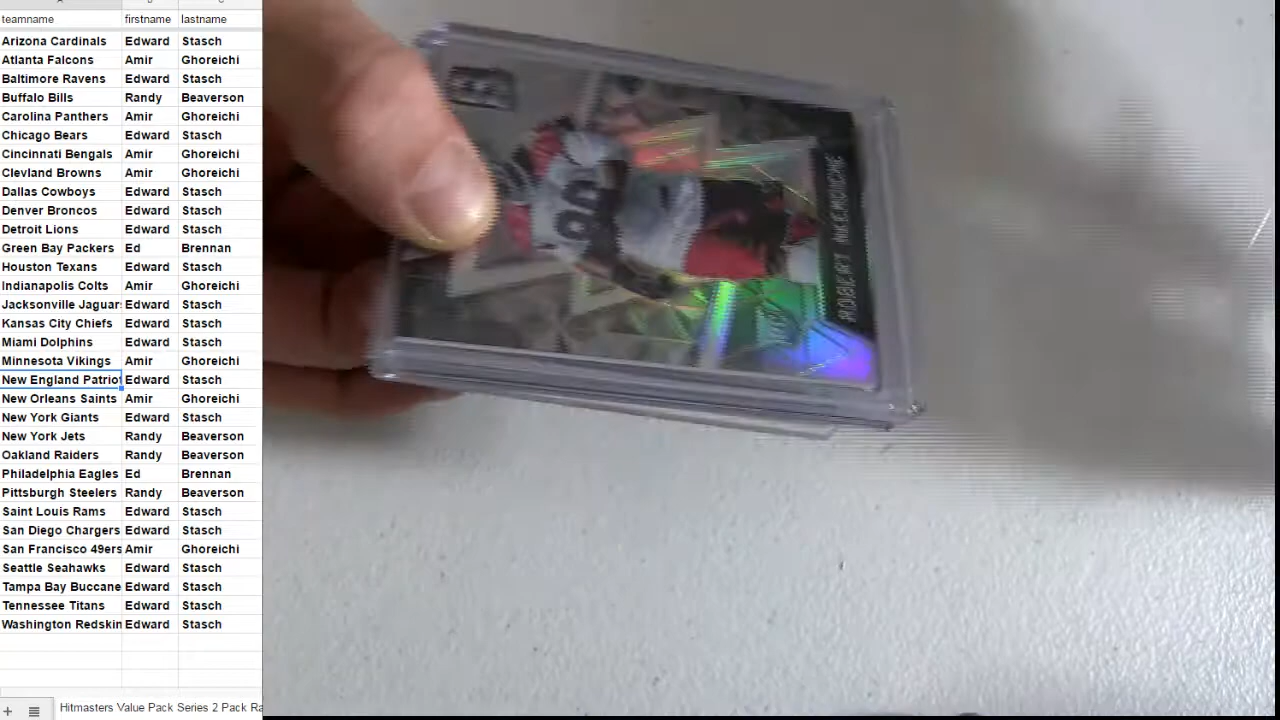 teamname firstname lastname
Arizona Cardinals Edward Stasch
Atlanta Falcons Amir Ghoreichi
Baltimore Ravens Edward Stasch
Buffalo Bills Randy Beaverson
Carolina Panthers Amir Ghoreichi
Chicago Bears Edward Stasch
Cincinnati Bengals Amir Ghoreichi
Clevland Browns Amir Ghoreichi
Dallas Cowboys Edward Stasch
Denver Broncos Edward Stasch
Detroit Lions Edward Stasch
Green Bay Packers Ed Brennan
Houston Texans Edward Stasch
Indianapolis Colts Amir Ghoreichi
Jacksonville Jaguar Edward Stasch
Kansas City Chiefs Edward Stasch
Miami Dolphins Edward Stasch
Minnesota Vikings Amir Ghoreichi
New England Patriot Edward Stasch
New Orleans Saints Amir Ghoreichi
New York Giants Edward Stasch
New York Jets Randy Beaverson
Oakland Raiders Randy Beaverson
Philadelphia Eagles Ed Brennan
Pittsburgh Steelers Randy Beaverson
Saint Louis Rams Edward Stasch
San Diego Chargers Edward Stasch
San Francisco 49ers Amir Ghoreichi
Seattle Seahawks Edward Stasch
Tampa Bay Buccane Edward Stasch
Tennessee Titans Edward Stasch
Washington Redskin Edward Stasch
Hitmasters Value Pack Series 2 Pack Ra
90
ROBERT NKEMDICHE